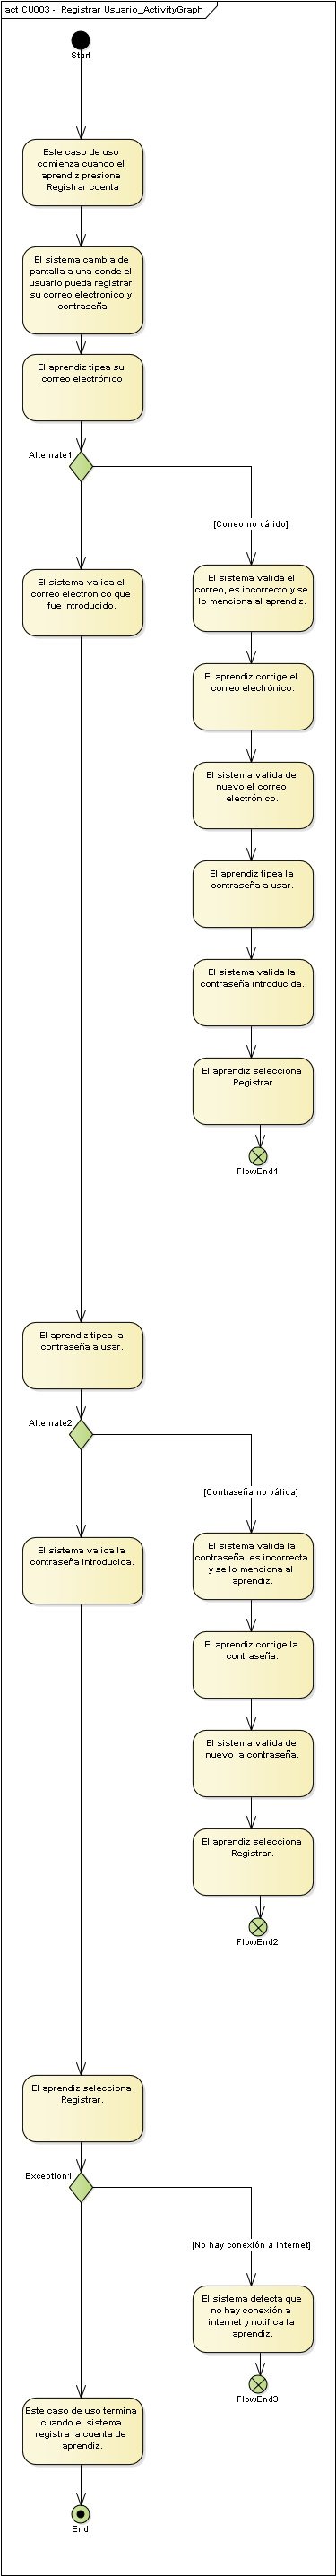 act CU003 - Registrar Usuario_ActivityGraph
Start
Este caso de uso
comienza cuando el
aprendiz presiona
Registrar cuenta
El sistema cambia de
pantalla a una donde el
usuario pueda registrar
su correo electronico y
contraseña
El aprendiz tipea su
correo electrónico
Alternate1
[Correo no válido]
El sistema valida el
correo electronico que
fue introducido.
El sistema valida el
correo, es incorrecto y se
lo menciona al aprendiz.
El aprendiz corrige el
correo electrónico.
El sistema valida de
nuevo el correo
electrónico.
El aprendiz tipea la
contraseña a usar.
El sistema valida la
contraseña introducida.
El aprendiz selecciona
Registrar
FlowEnd1
El aprendiz tipea la
contraseña a usar.
Alternate2
[Contraseña no válida]
El sistema valida la
contraseña introducida.
El sistema valida la
contraseña, es incorrecta
y se lo menciona al
aprendiz.
El aprendiz corrige la
contraseña.
El sistema valida de
nuevo la contraseña.
El aprendiz selecciona
Registrar.
FlowEnd2
El aprendiz selecciona
Registrar.
Exception1
[No hay conexión a internet]
El sistema detecta que
no hay conexión a
internet y notifica la
aprendiz.
FlowEnd3
Este caso de uso termina
cuando el sistema
registra la cuenta de
aprendiz.
End